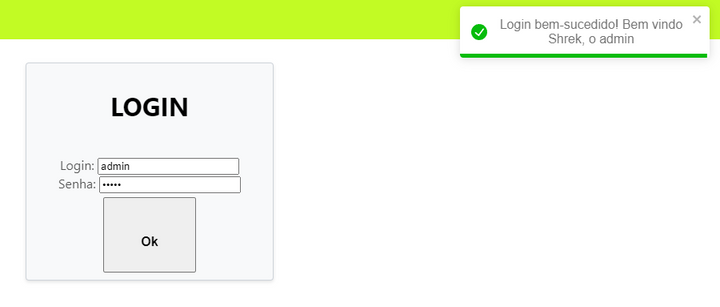 Login bem-sucedido! Bem vindo
Shrek, o admin
LOGIN
Login: admin
Senha: •••••
Ok